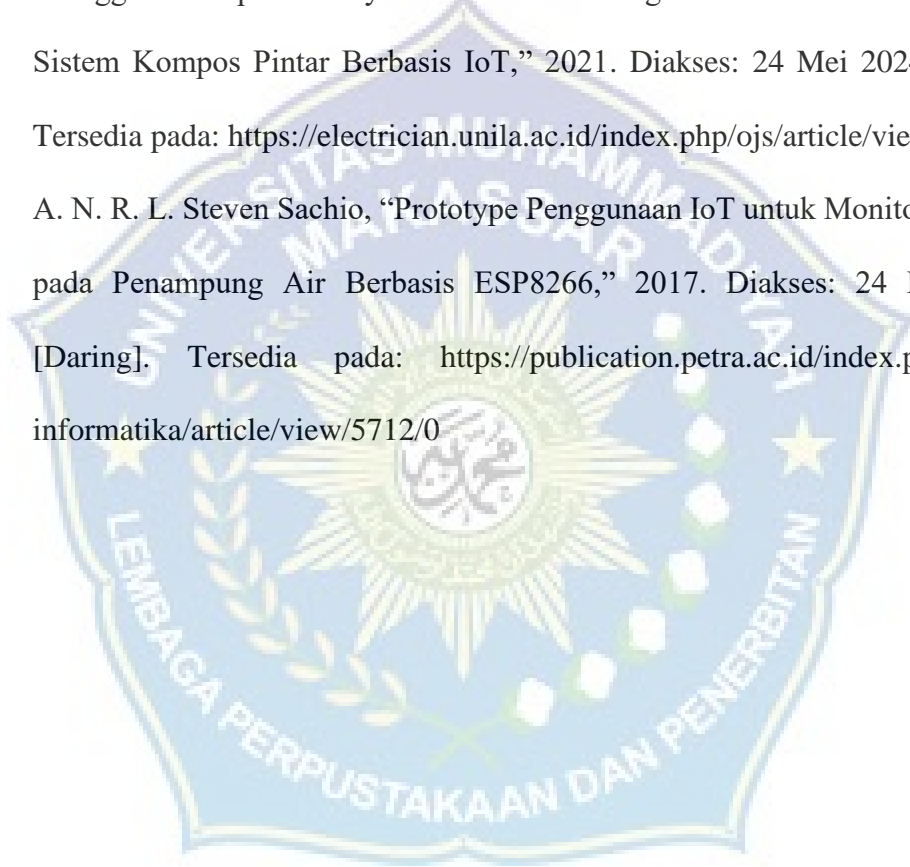 Sistem Kompos Pintar Berbasis IoT,” 2021. Diakses: 24 Mei 202
Tersedia pada: https://electrician.unila.ac.id/index.php/ojs/article/vie
A. N. R. L. Steven Sachio, “Prototype Penggunaan IoT untuk Monito
pada Penampung Air Berbasis ESP8266,” 2017. Diakses: 24
[Daring]. Tersedia pada: https://publication.petra.ac.id/index.p
informatika/article/view/5712/0
UNIVERSITAS MUHAMMADIYAH
MAKASSAR
LEMBAGA PERPUSTAKAAN DAN PENERBITAN